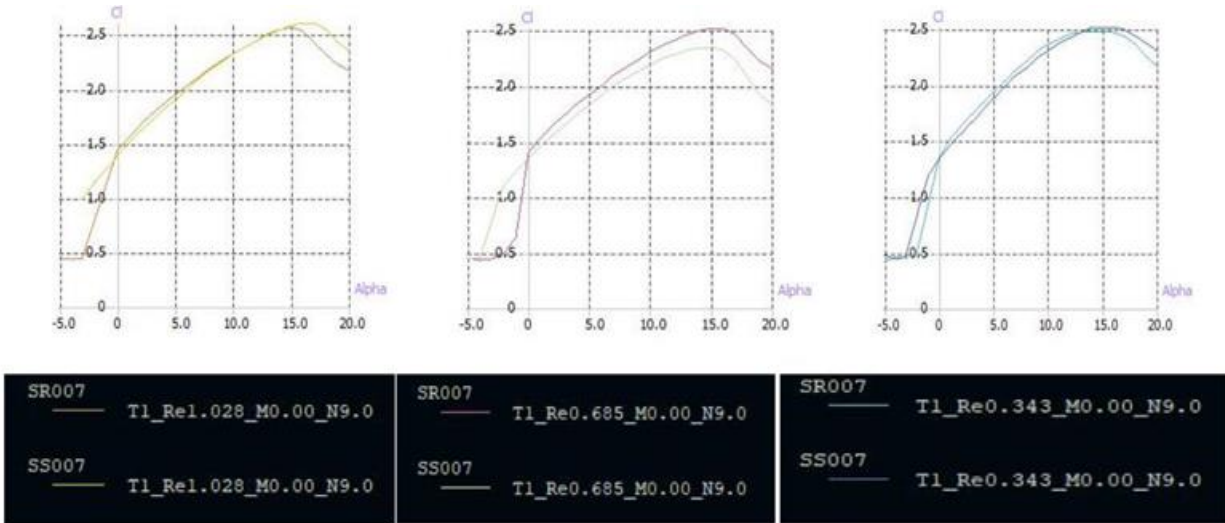 Cl
2.5
2.0
1.5
1.0
0.5
0
Alpha
-5.0 0 5.0 10.0 15.0 20.0
Cl
2.5
2.0
1.5
1.0
0.5
0
Alpha
-5.0 0 5.0 10.0 15.0 20.0
Cl
2.5
2.0
1.5
1.0
0.5
0
Alpha
-5.0 0 5.0 10.0 15.0 20.0
SR007
T1_Re1.028_M0.00_N9.0
SS007
T1_Re1.028_M0.00_N9.0
SR007
T1_Re0.685_M0.00_N9.0
SS007
T1_Re0.685_M0.00_N9.0
SR007
T1_Re0.343_M0.00_N9.0
SS007
T1_Re0.343_M0.00_N9.0